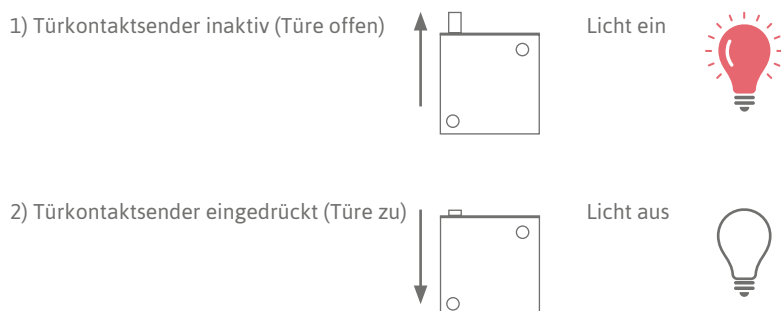 1) Türkontaktsender inaktiv (Türe offen) Licht ein
2) Türkontaktsender eingedrückt (Türe zu) Licht aus